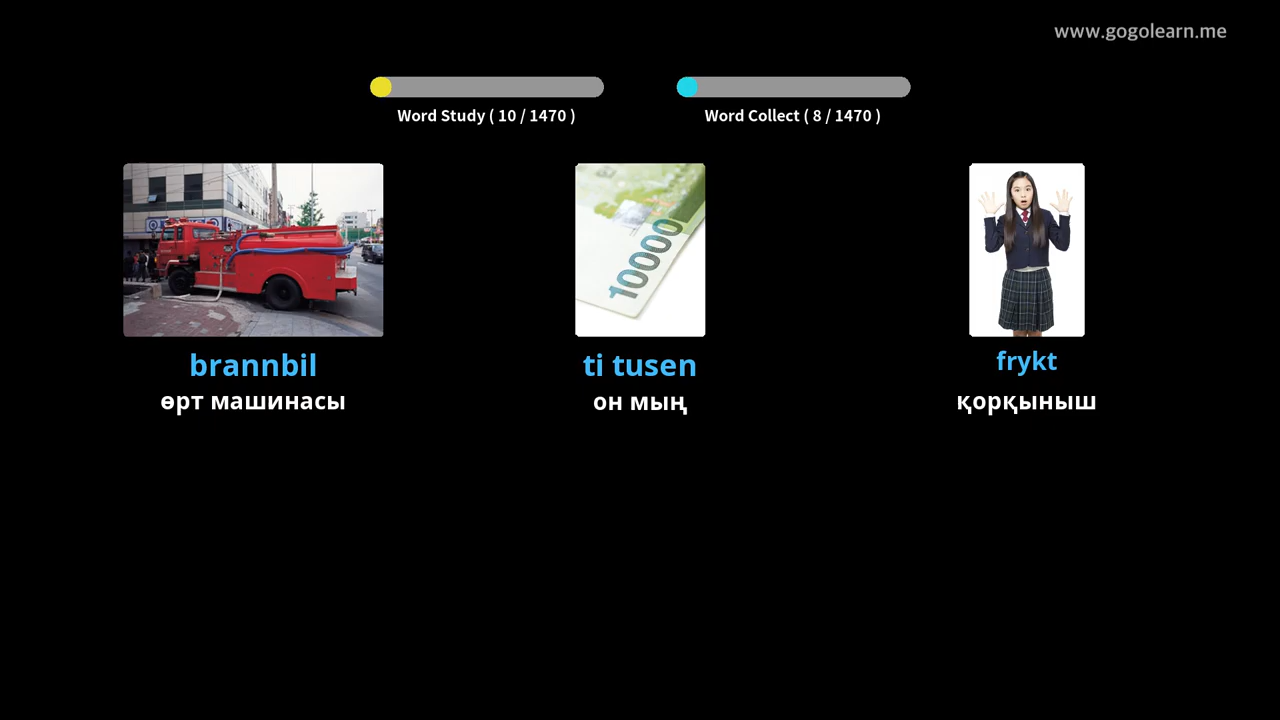 www.gogolearn.me
Word Study ( 10 / 1470 )
Word Collect ( 8 / 1470 )
10000
brannbil
ti tusen
frykt
өрт машинасы
он мың
қорқыныш